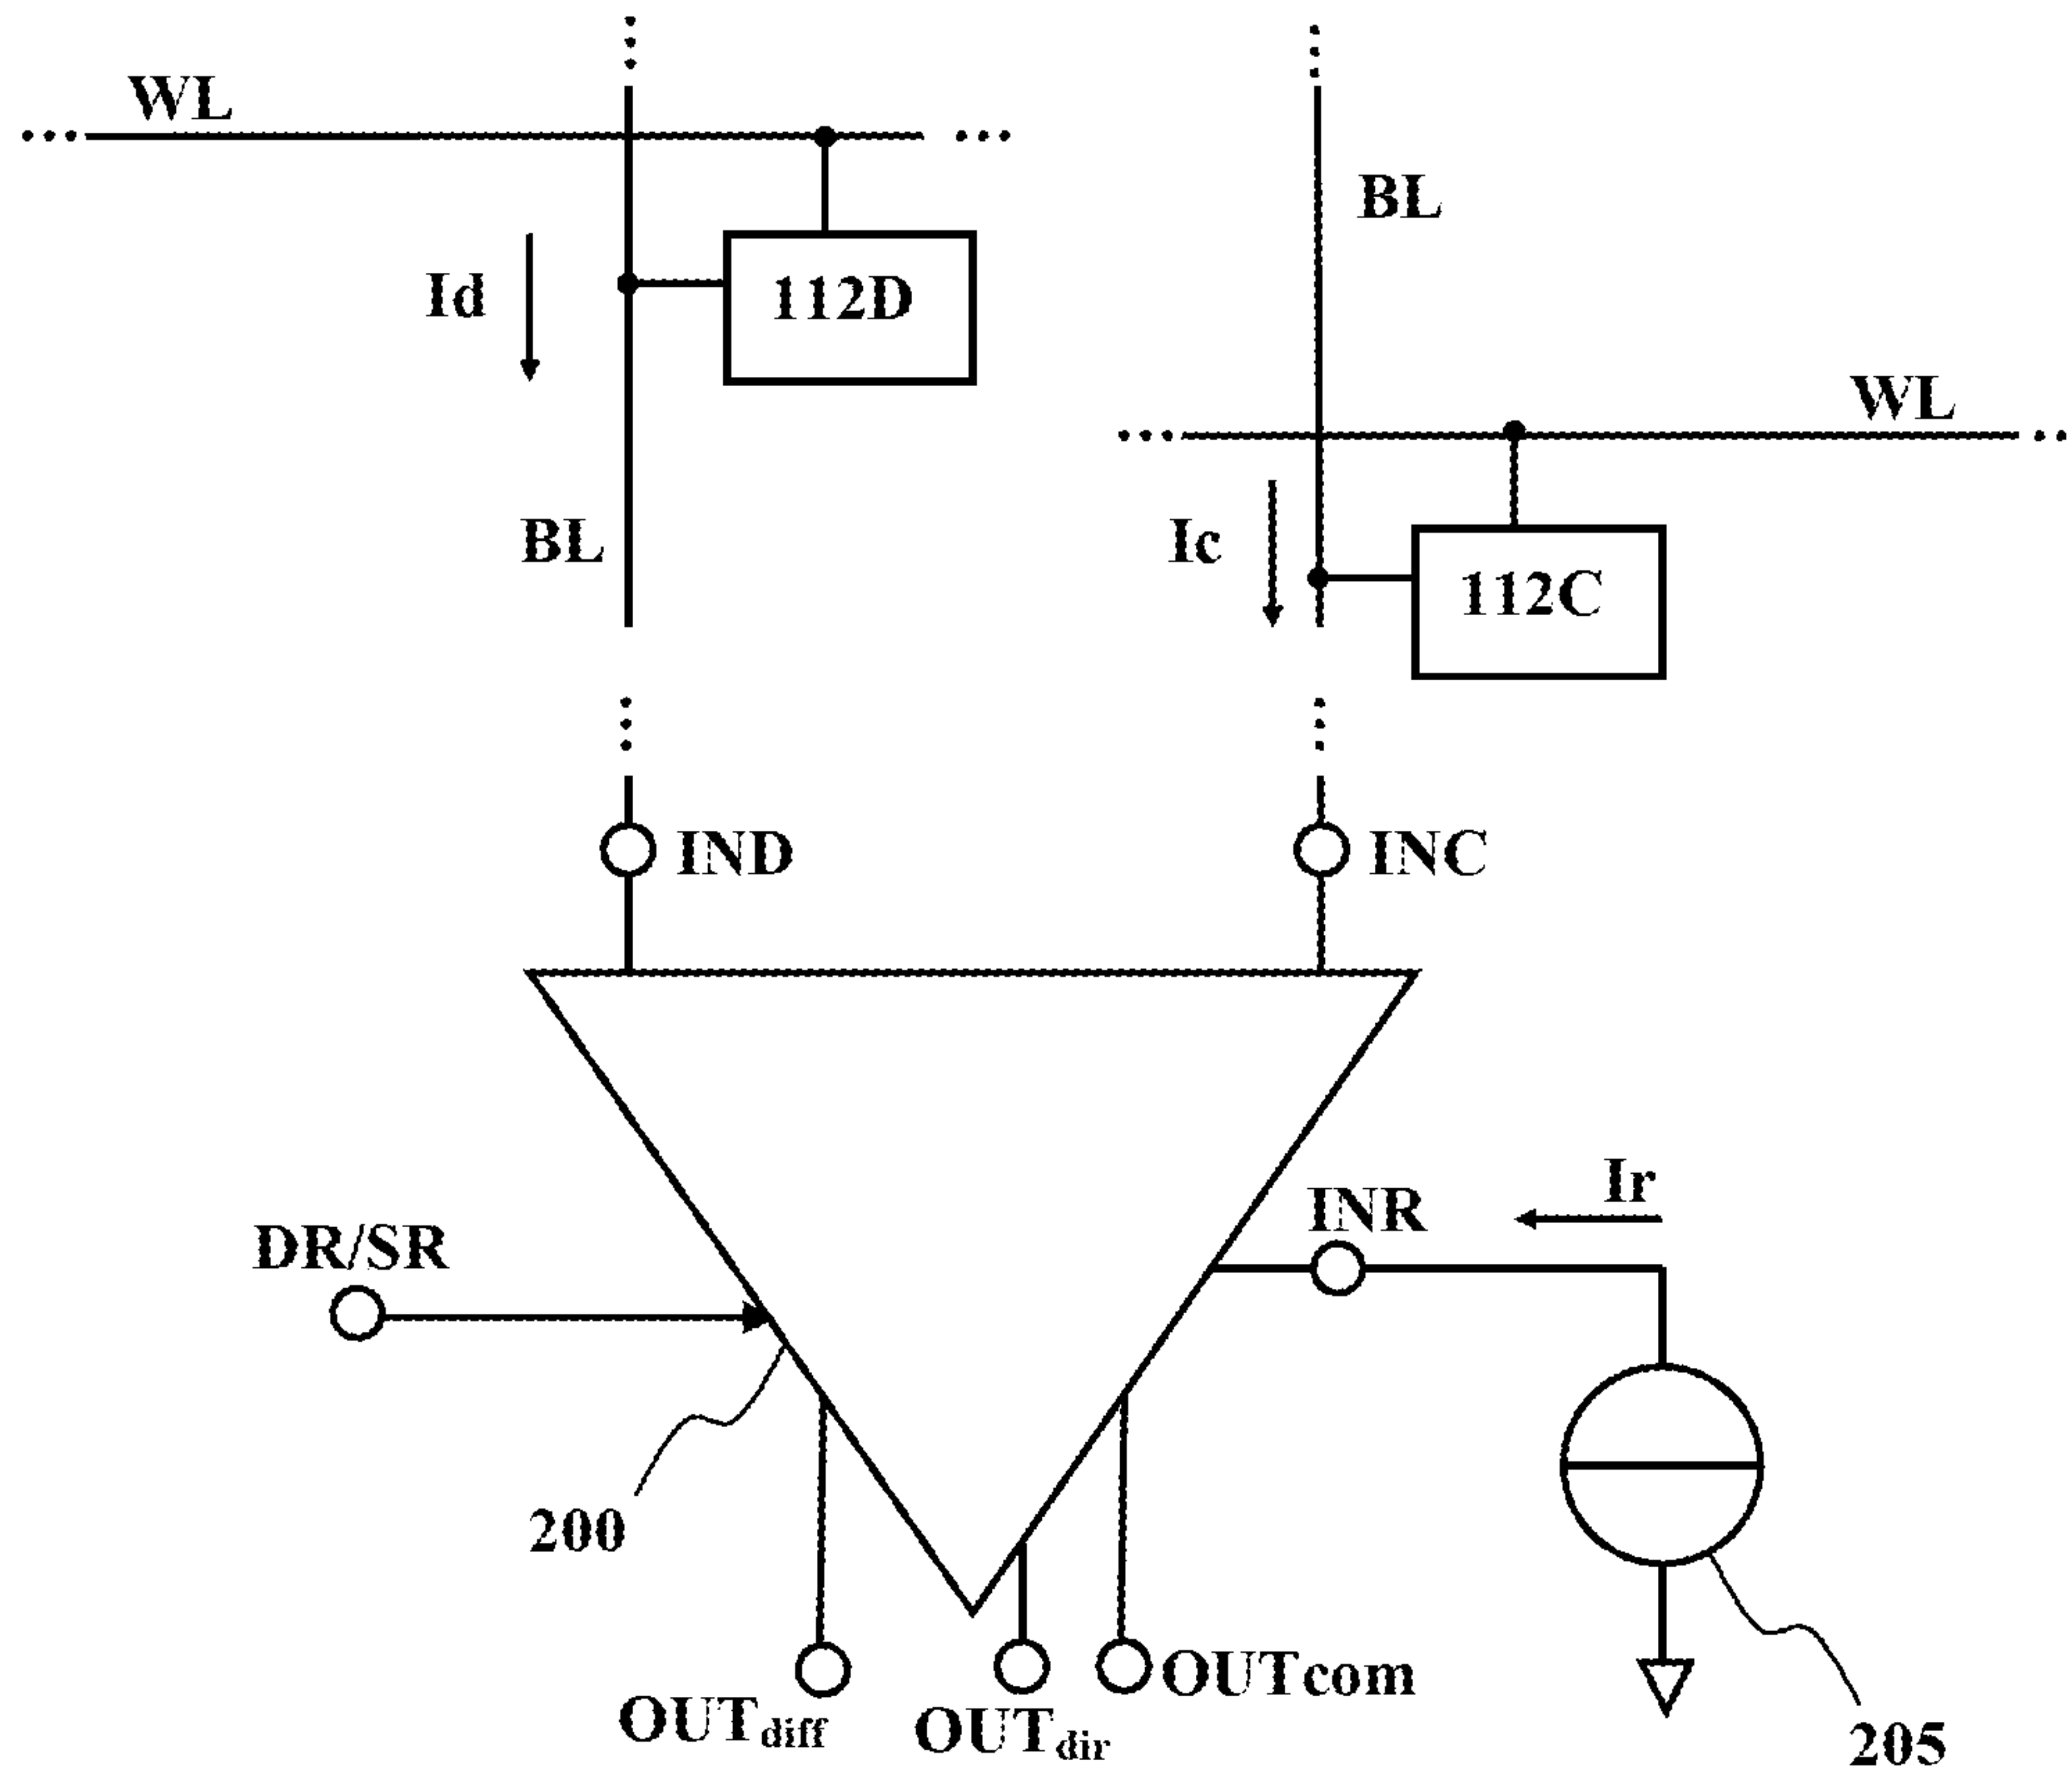 WL
BL
Id
112D
WL
BL
Ic
112C
IND
INC
Ir
INR
DR/SR
200
OUTcom
OUTdiff
OUTdir
205